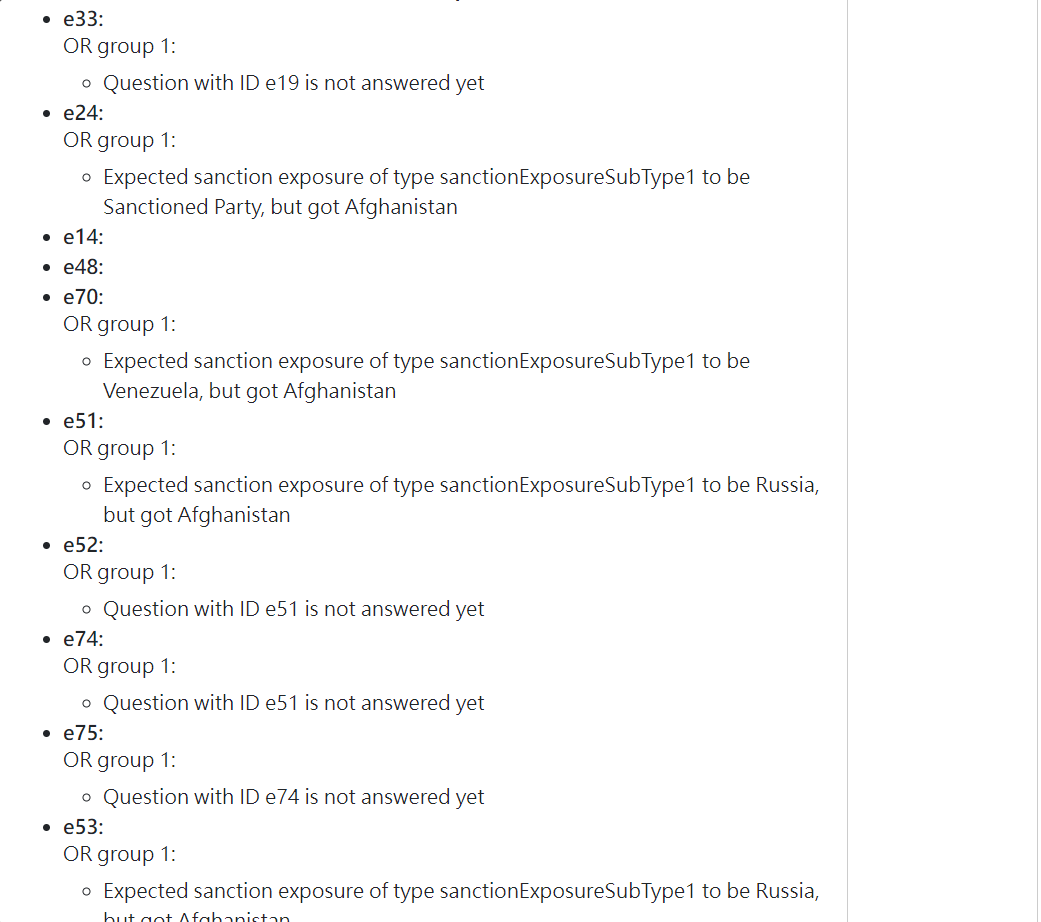 e33:
OR group 1:
Question with ID e19 is not answered yet
e24:
OR group 1:
Expected sanction exposure of type sanctionExposureSubType1 to be
Sanctioned Party, but got Afghanistan
e14:
e48:
e70:
OR group 1:
Expected sanction exposure of type sanctionExposureSubType1 to be
Venezuela, but got Afghanistan
e51:
OR group 1:
Expected sanction exposure of type sanctionExposureSubType1 to be Russia,
but got Afghanistan
e52:
OR group 1:
Question with ID e51 is not answered yet
e74:
OR group 1:
Question with ID e51 is not answered yet
e75:
OR group 1:
Question with ID e74 is not answered yet
e53:
OR group 1:
Expected sanction exposure of type sanctionExposureSubType1 to be Russia,
but got Afghanistan